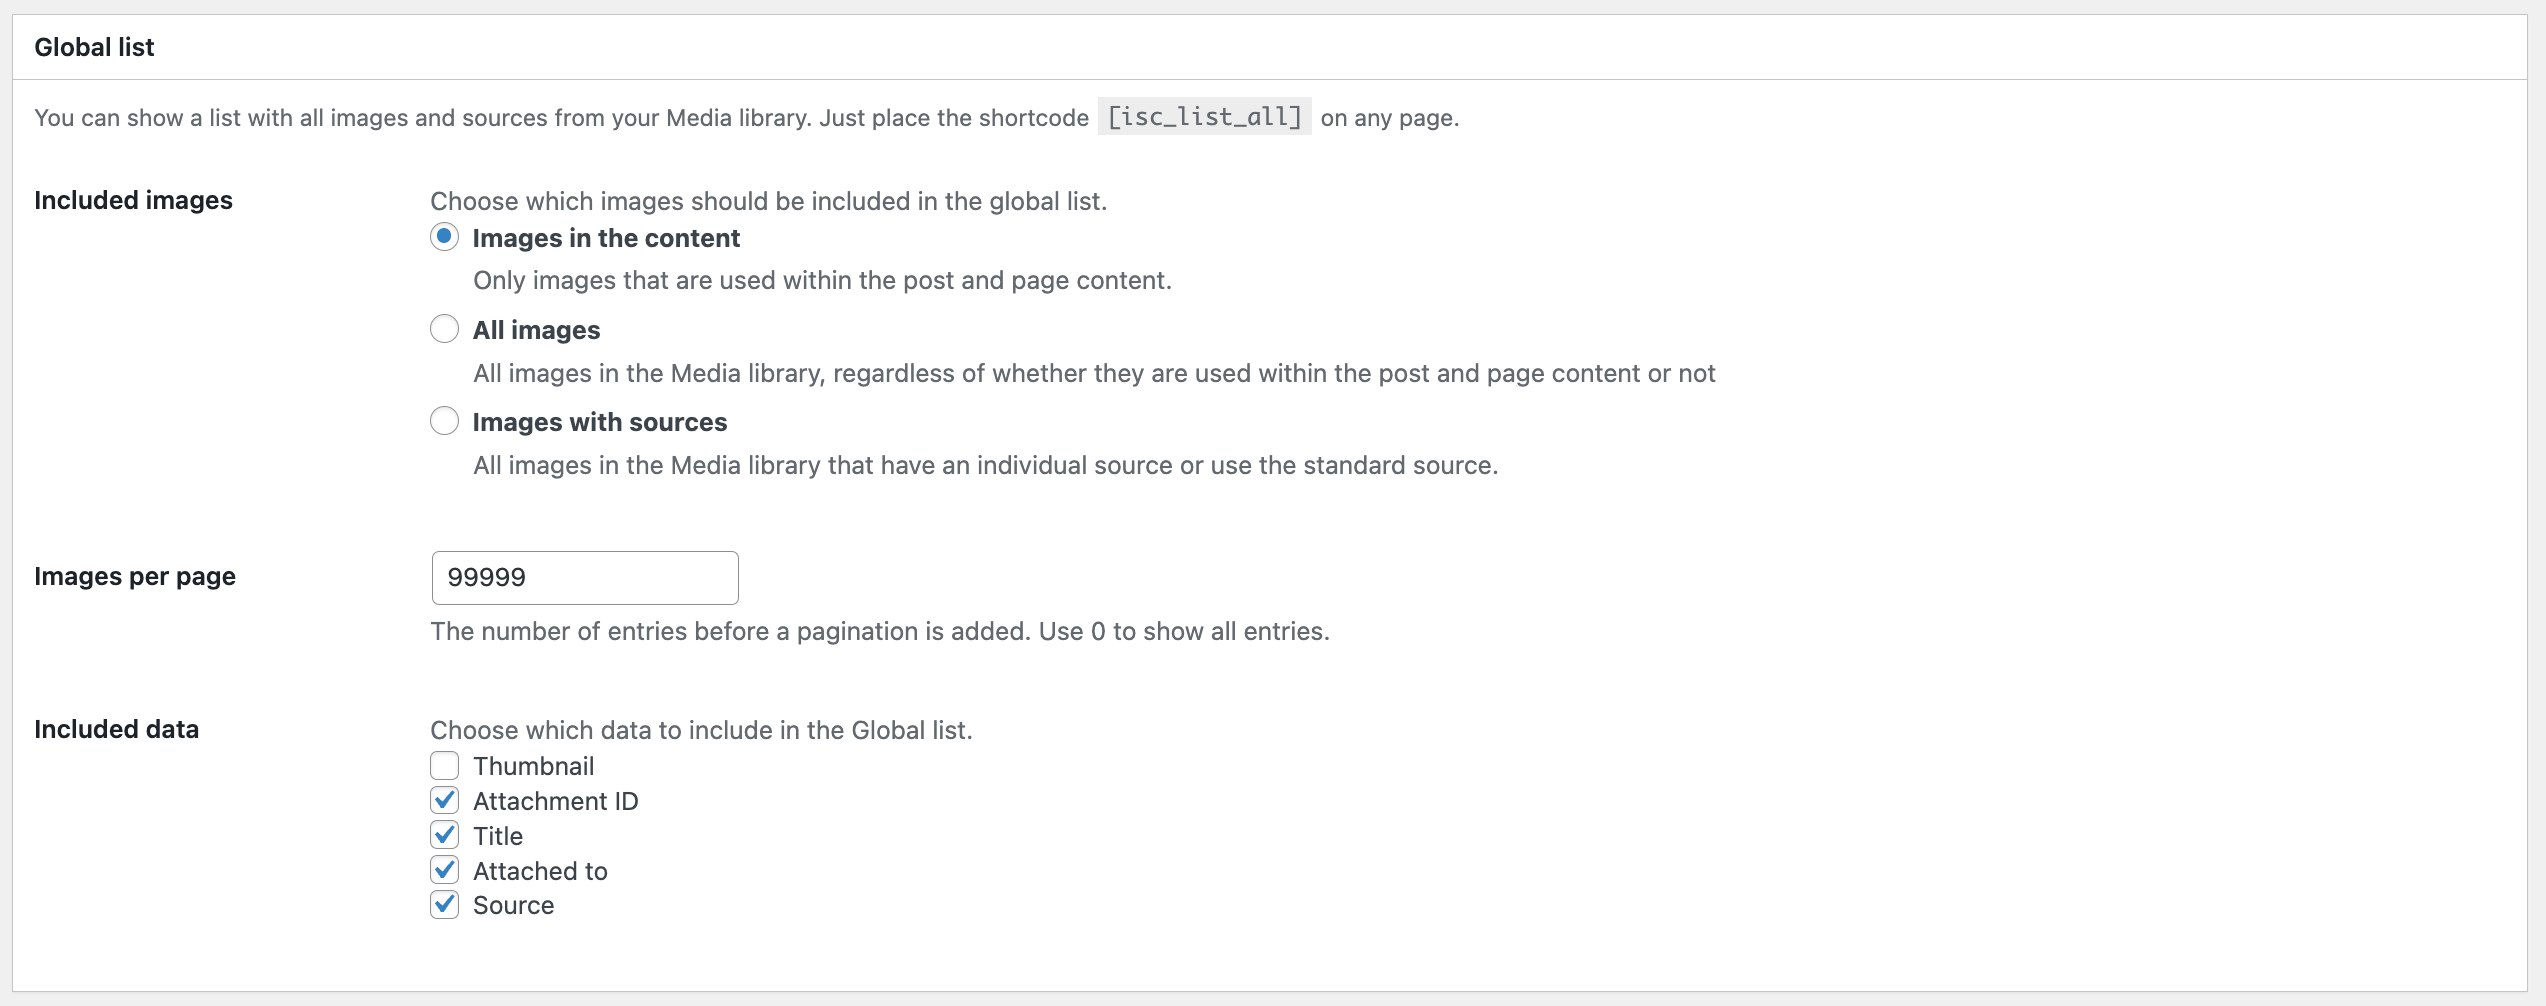 Global list
You can show a list with all images and sources from your Media library. Just place the shortcode [isc_list_all] on any page.
Included images
Choose which images should be included in the global list.
Images in the content
Only images that are used within the post and page content.
All images
All images in the Media library, regardless of whether they are used within the post and page content or not
Images with sources
All images in the Media library that have an individual source or use the standard source.
Images per page
99999
The number of entries before a pagination is added. Use 0 to show all entries.
Included data
Choose which data to include in the Global list.
Thumbnail
Attachment ID
Title
Attached to
Source